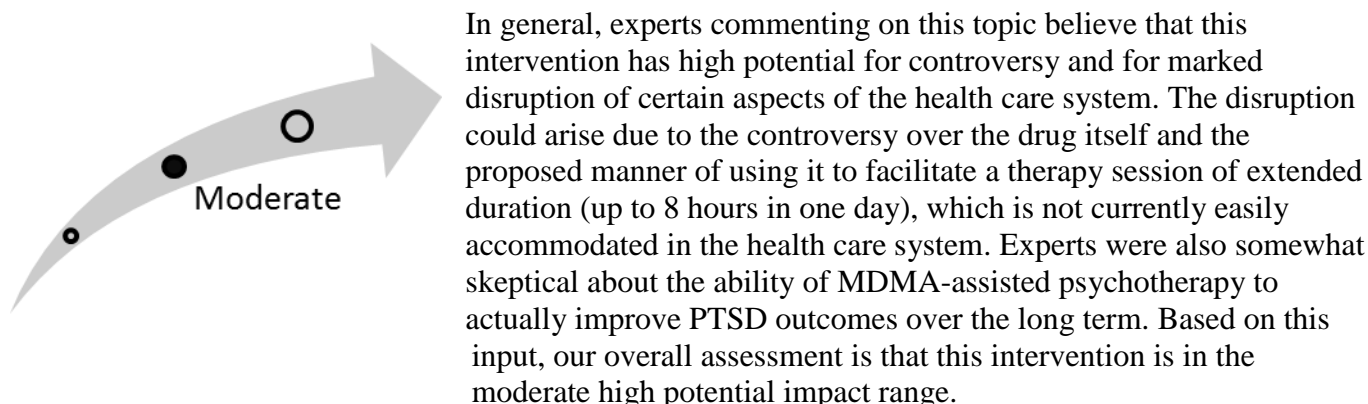 Moderate
In general, experts commenting on this topic believe that this
intervention has high potential for controversy and for marked
disruption of certain aspects of the health care system. The disruption
could arise due to the controversy over the drug itself and the
proposed manner of using it to facilitate a therapy session of extended
duration (up to 8 hours in one day), which is not currently easily
accommodated in the health care system. Experts were also somewhat
skeptical about the ability of MDMA-assisted psychotherapy to
actually improve PTSD outcomes over the long term. Based on this
input, our overall assessment is that this intervention is in the
moderate high potential impact range.